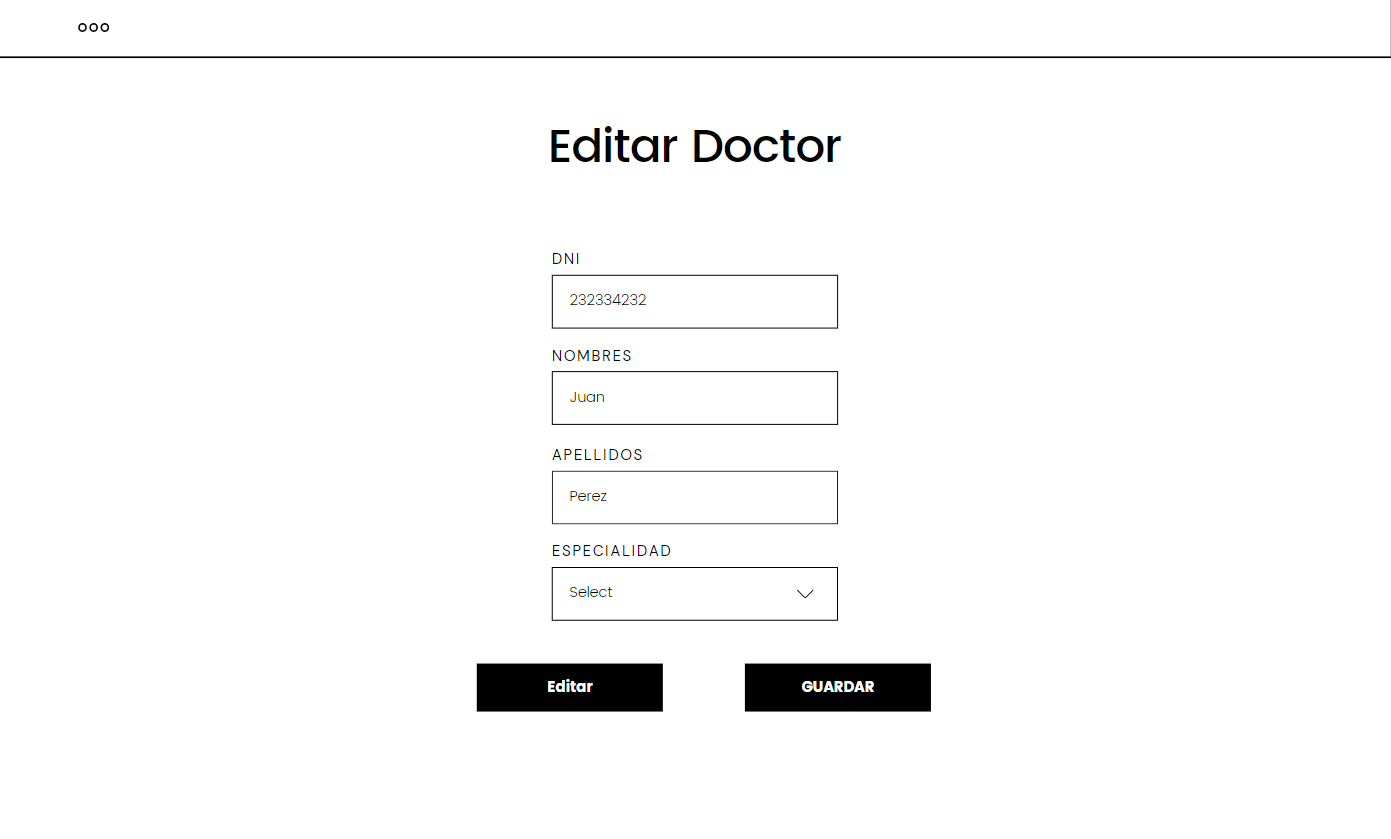 Editar Doctor
DNI
232334232
NOMBRES
Juan
APELLIDOS
Perez
ESPECIALIDAD
Select
Editar
GUARDAR